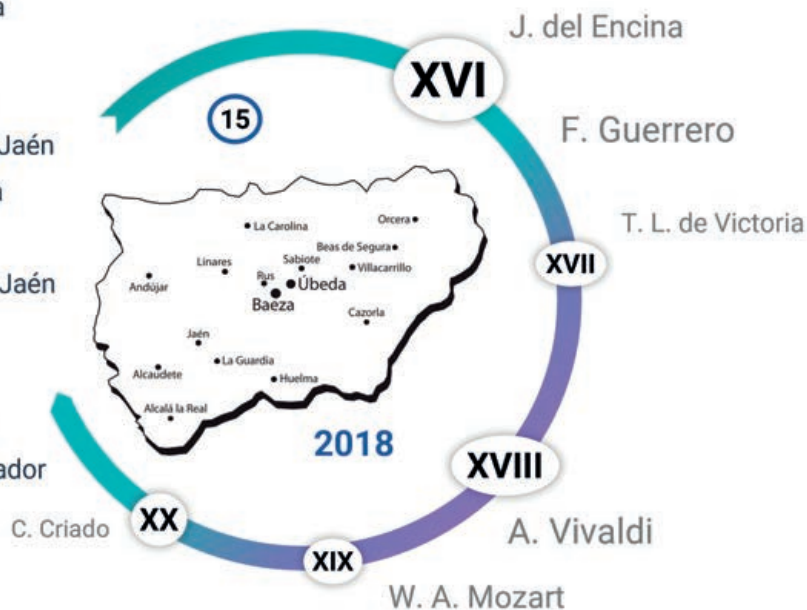 J. del Encina
XVI
15
F. Guerrero
Jaén
T. L. de Victoria
La Carolina
Orcera
Beas de Segura
XVII
Linares
Sabiote
Villacarrillo
Andújar
Rus
Úbeda
Jaén
Baeza
Cazorla
Jaén
La Guardia
Alcaudete
Huelma
Alcalá la Real
2018
XVIII
C. Criado
XX
A. Vivaldi
XIX
W. A. Mozart